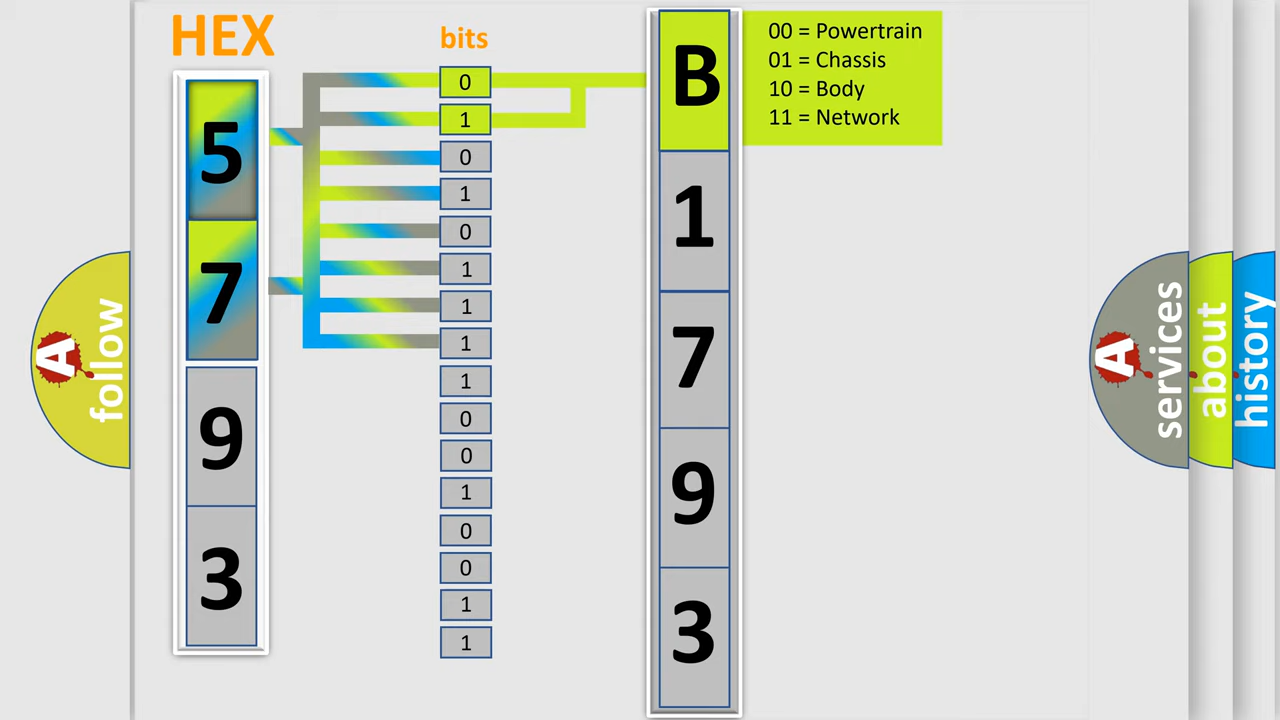 HEX
bits
5
7
9
3
0
1
0
1
0
1
1
1
1
0
0
1
0
0
1
1
B
1
7
9
3
00 = Powertrain
01 = Chassis
10 = Body
11 = Network
A
follow
A
services
about
history